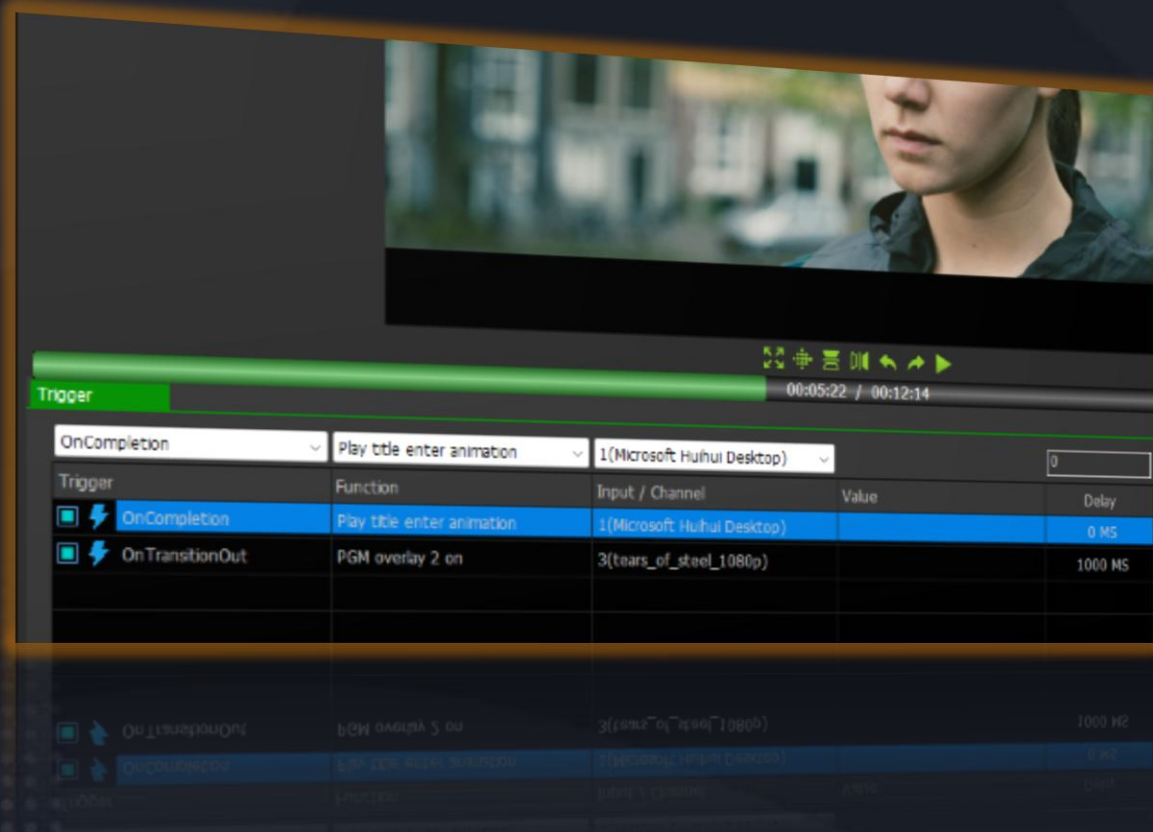 00:05:22 / 00:12:14
Trigger
OnCompletion Play title enter animation 1(Microsoft Huihui Desktop) 0
Trigger Function Input / Channel Value Delay
OnCompletion Play title enter animation 1(Microsoft Huihui Desktop) 0 MS
OnTransitionOut PGM overlay 2 on 3(tears_of_steel_1080p) 1000 MS